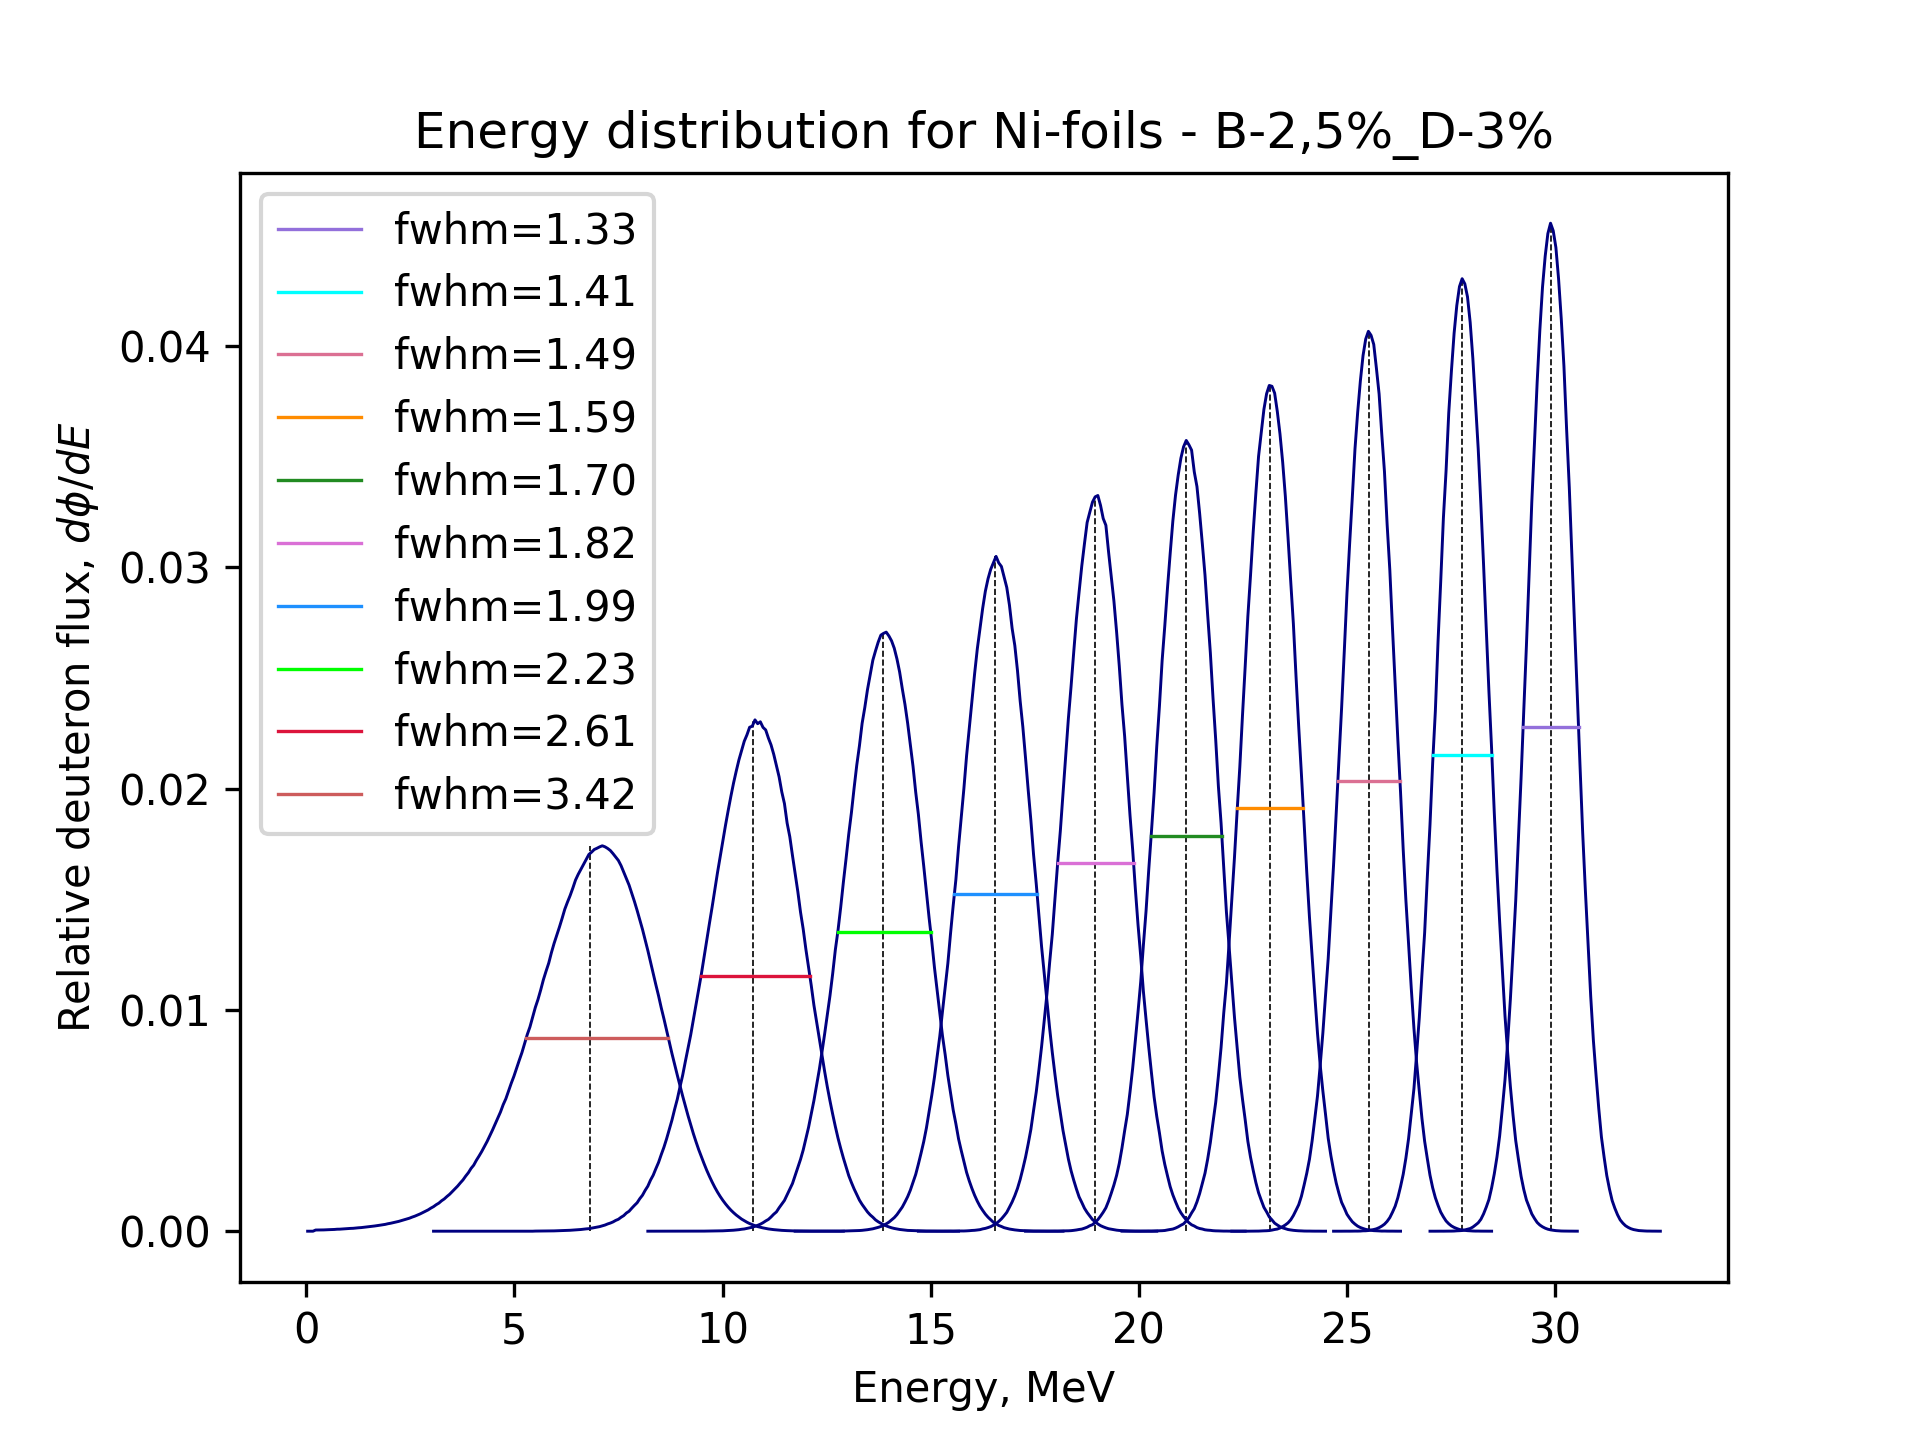 Energy distribution for Ni-foils - B-2,5%_D-3%
fwhm=1.33
fwhm=1.41
fwhm=1.49
fwhm=1.59
fwhm=1.70
fwhm=1.82
fwhm=1.99
fwhm=2.23
fwhm=2.61
fwhm=3.42
Relative deuteron flux, dϕ/dE
0.04
0.03
0.02
0.01
0.00
0 5 10 15 20 25 30
Energy, MeV